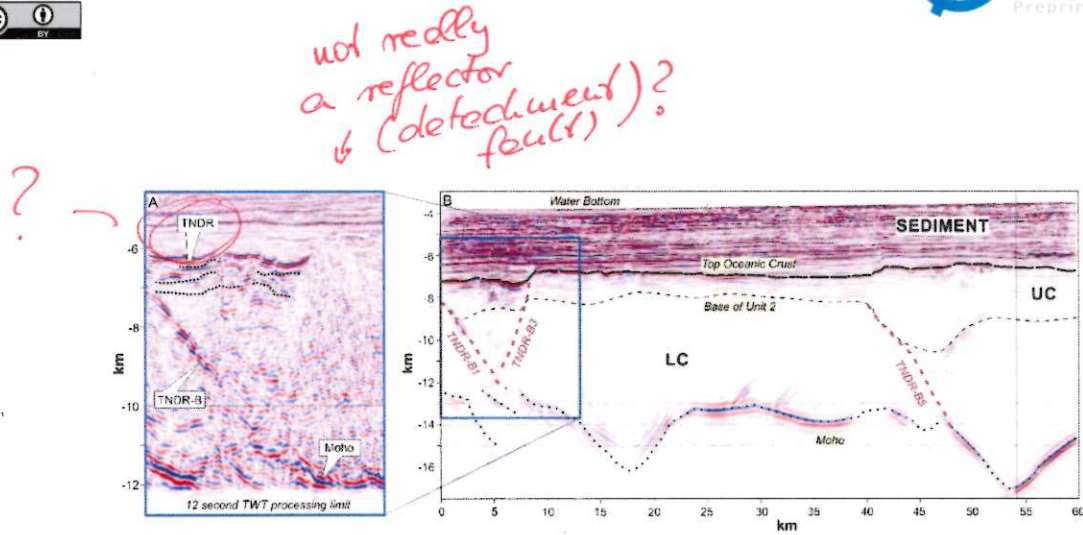 BY
Preprin
not really
a reflector
(detachment) ?
fault)
?
A
TNDR
-6
-8
km
TNDR-B
-10
Moho
-12
12 second TWT processing limit
B
Water Bottom
-4
SEDIMENT
-6
Top Oceanic Crust
UC
-8
Base of Unit 2
km
-10
TNDR-B1
TNDR-B3
LC
TNDR-B5
-12
-14
Moho
-16
0 5 10 15 20 25 30 35 40 45 50 55 60
km